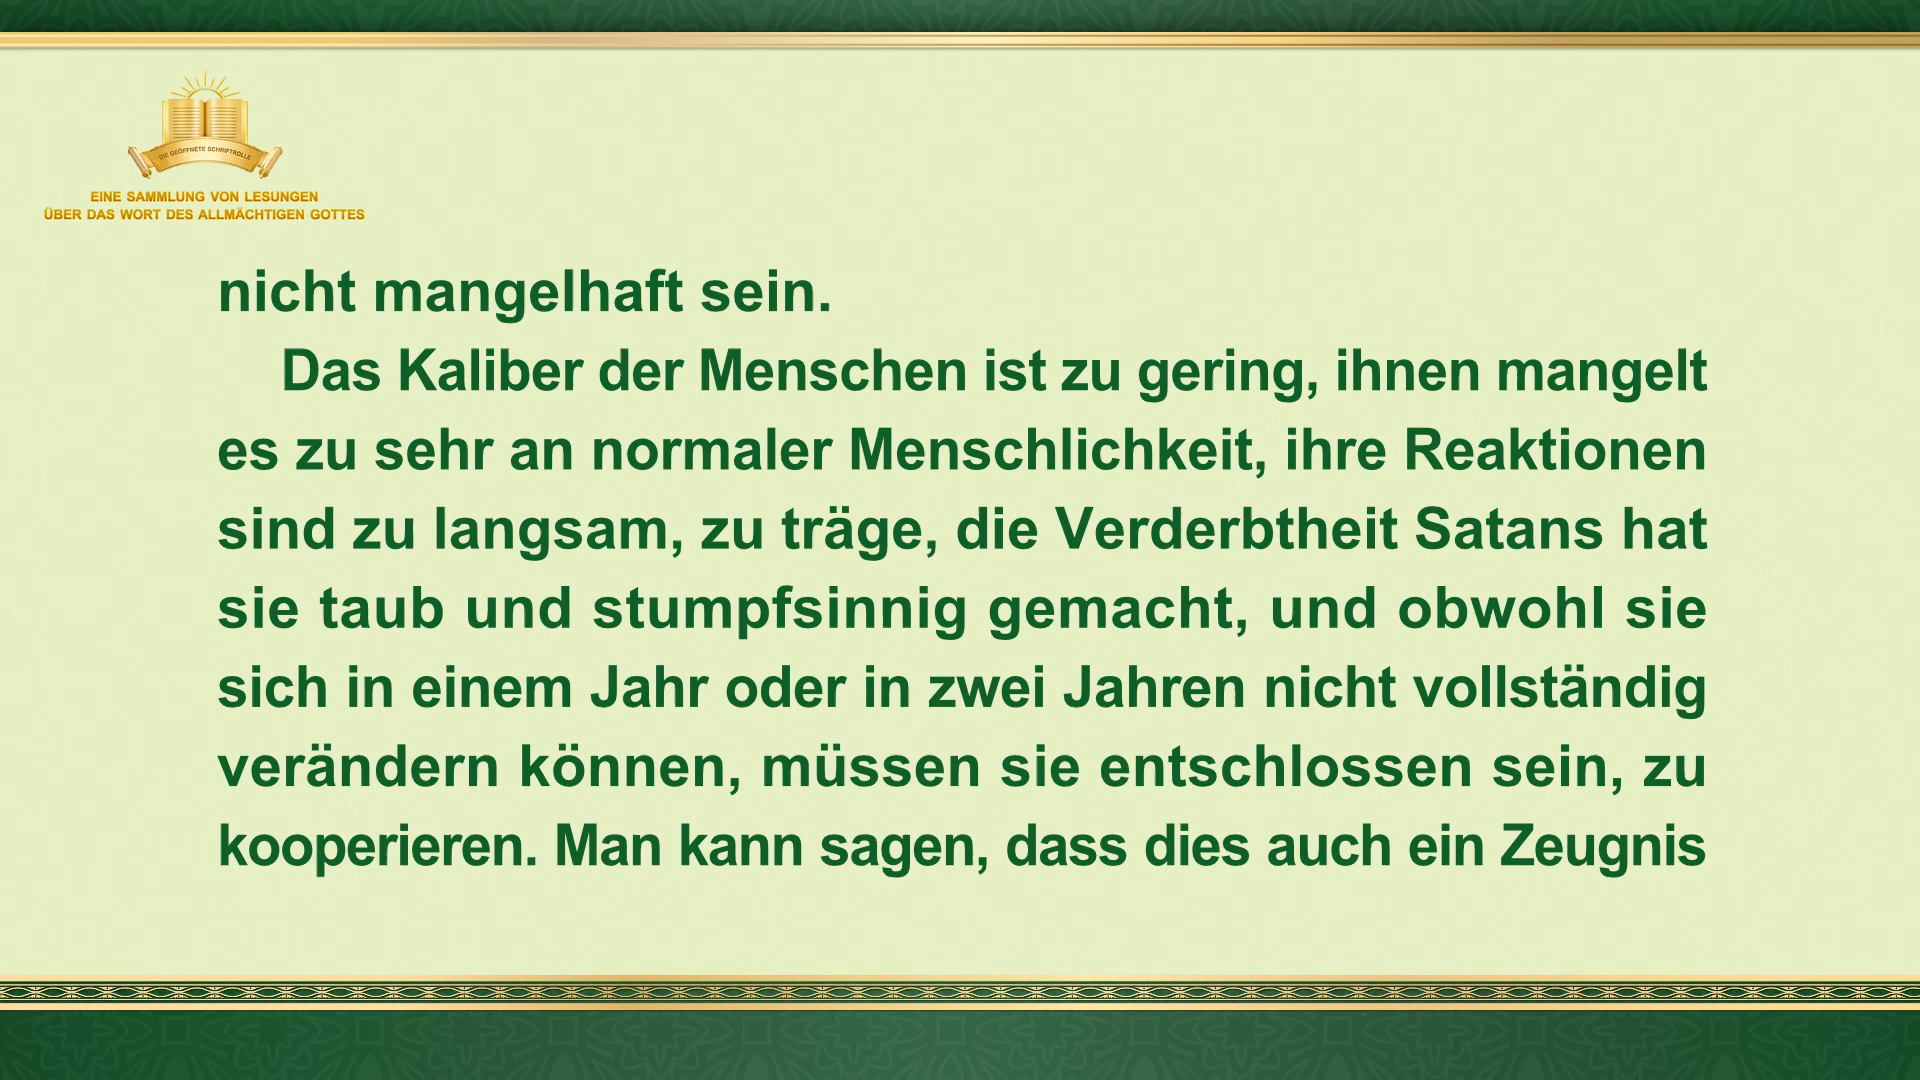 DIE GEÖFFNETE SCHRIFTROLLE
EINE SAMMLUNG VON LESUNGEN
ÜBER DAS WORT DES ALLMÄCHTIGEN GOTTES
nicht mangelhaft sein.
Das Kaliber der Menschen ist zu gering, ihnen mangelt
es zu sehr an normaler Menschlichkeit, ihre Reaktionen
sind zu langsam, zu träge, die Verderbtheit Satans hat
sie taub und stumpfsinnig gemacht, und obwohl sie
sich in einem Jahr oder in zwei Jahren nicht vollständig
verändern können, müssen sie entschlossen sein, zu
kooperieren. Man kann sagen, dass dies auch ein Zeugnis